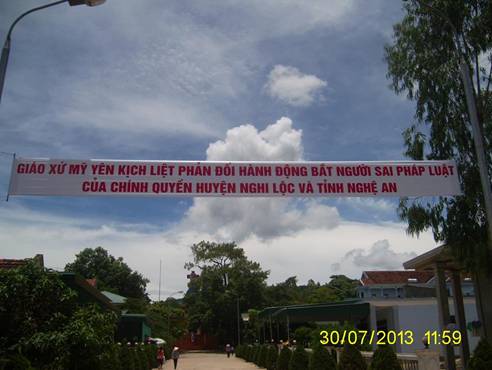 GIÁO XỨ MỸ YÊN KỊCH LIỆT PHẢN ĐỐI HÀNH ĐỘNG BẮT NGƯỜI SAI PHÁP LUẬT
CỦA CHÍNH QUYỀN HUYỆN NGHI LỘC VÀ TỈNH NGHỆ AN
30/07/2013 11:59